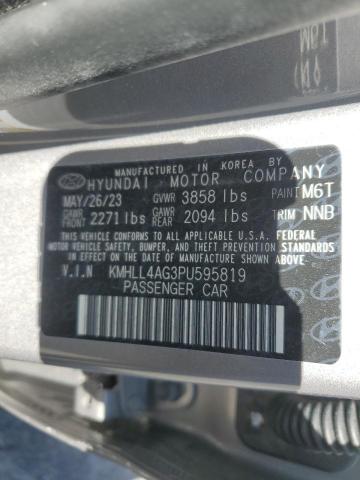 MANUFACTURED IN KOREA BY
HYUNDAI MOTOR COMPANY
MAY/26/23 GVWR 3858 lbs PAINT M6T
GAWR FRONT 2271 lbs GAWR REAR 2094 lbs TRIM NNB
THIS VEHICLE CONFORMS TO ALL APPLICABLE U.S.A. FEDERAL
MOTOR VEHICLE SAFETY, BUMPER, AND THEFT PREVENTION
STANDARDS IN EFFECT ON THE DATE OF MANUFACTURE SHOWN ABOVE.
V.I.N KMHLL4AG3PU595819
PASSENGER CAR